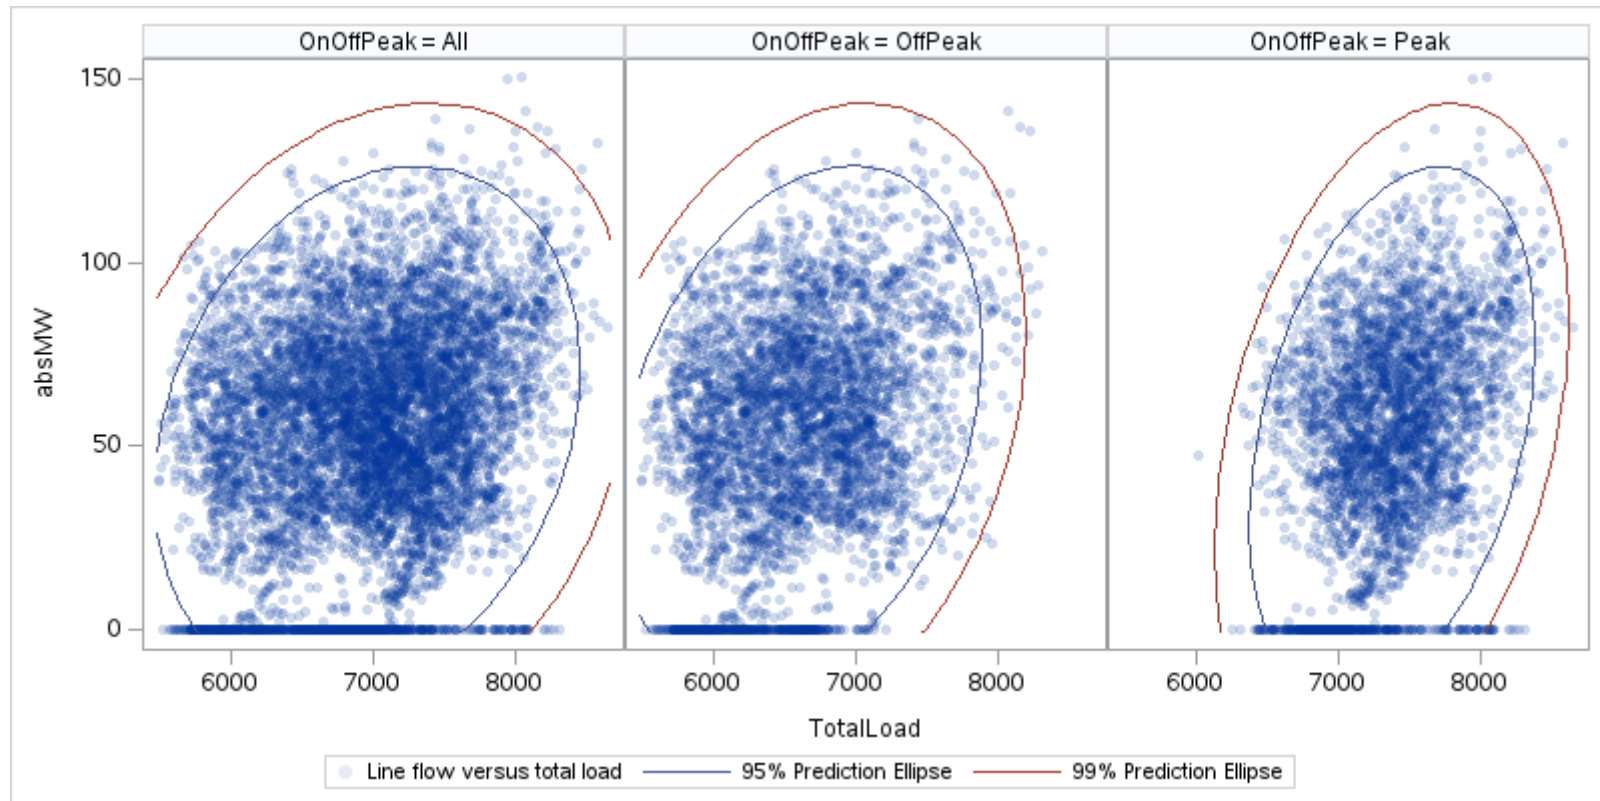 OnOffPeak = All
OnOffPeak = OffPeak
OnOffPeak = Peak
150
100
50
0
absMW
6000 7000 8000
6000 7000 8000
6000 7000 8000
TotalLoad
Line flow versus total load
95% Prediction Ellipse
99% Prediction Ellipse